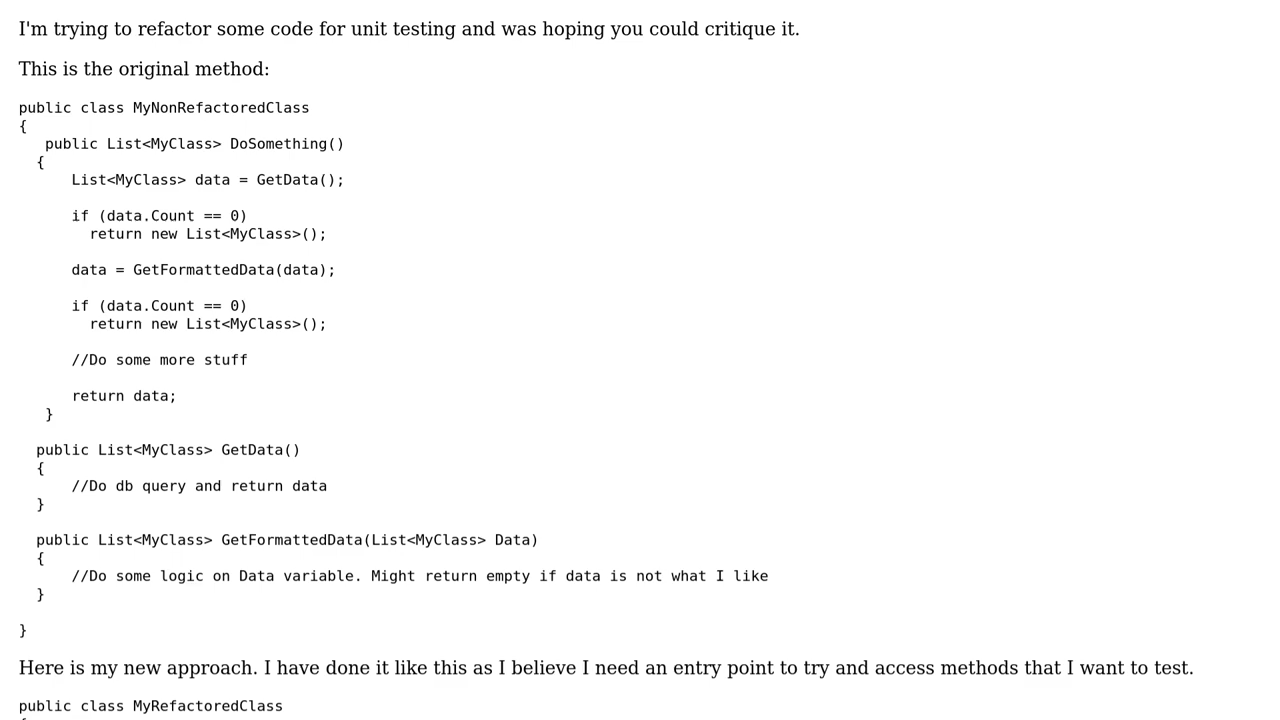 I'm trying to refactor some code for unit testing and was hoping you could critique it.
This is the original method:
public class MyNonRefactoredClass
{
   public List<MyClass> DoSomething()
  {
      List<MyClass> data = GetData();

      if (data.Count == 0)
        return new List<MyClass>();

      data = GetFormattedData(data);

      if (data.Count == 0)
        return new List<MyClass>();

      //Do some more stuff

      return data;
   }

  public List<MyClass> GetData()
  {
      //Do db query and return data
  }

  public List<MyClass> GetFormattedData(List<MyClass> Data)
  {
      //Do some logic on Data variable. Might return empty if data is not what I like
  }

}
Here is my new approach. I have done it like this as I believe I need an entry point to try and access methods that I want to test.
public class MyRefactoredClass